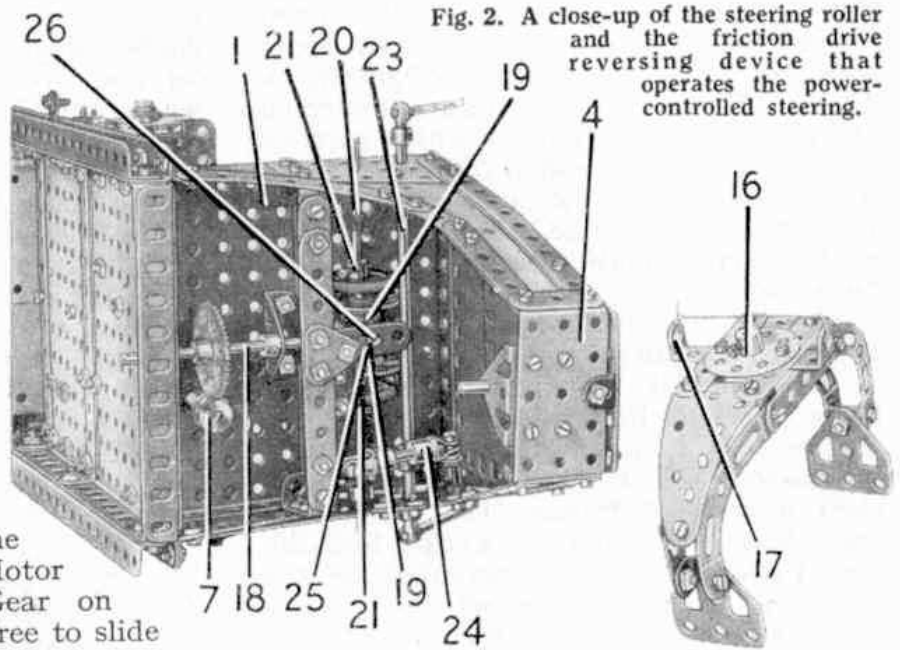 Fig. 2. A close-up of the steering roller
and the friction drive
reversing device that
operates the power-
controlled steering.
26
1 21 20 23
19
4
16
17
7 18 25 21 19 24
Gear on
ree to slide